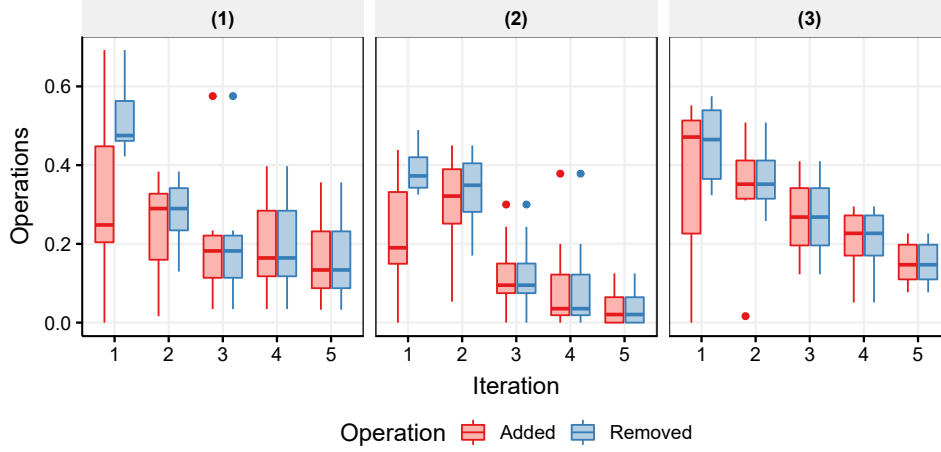 (1) (2) (3)
Operations
0.6
0.4
0.2
0.0
1 2 3 4 5 1 2 3 4 5 1 2 3 4 5
Iteration
Operation Added Removed